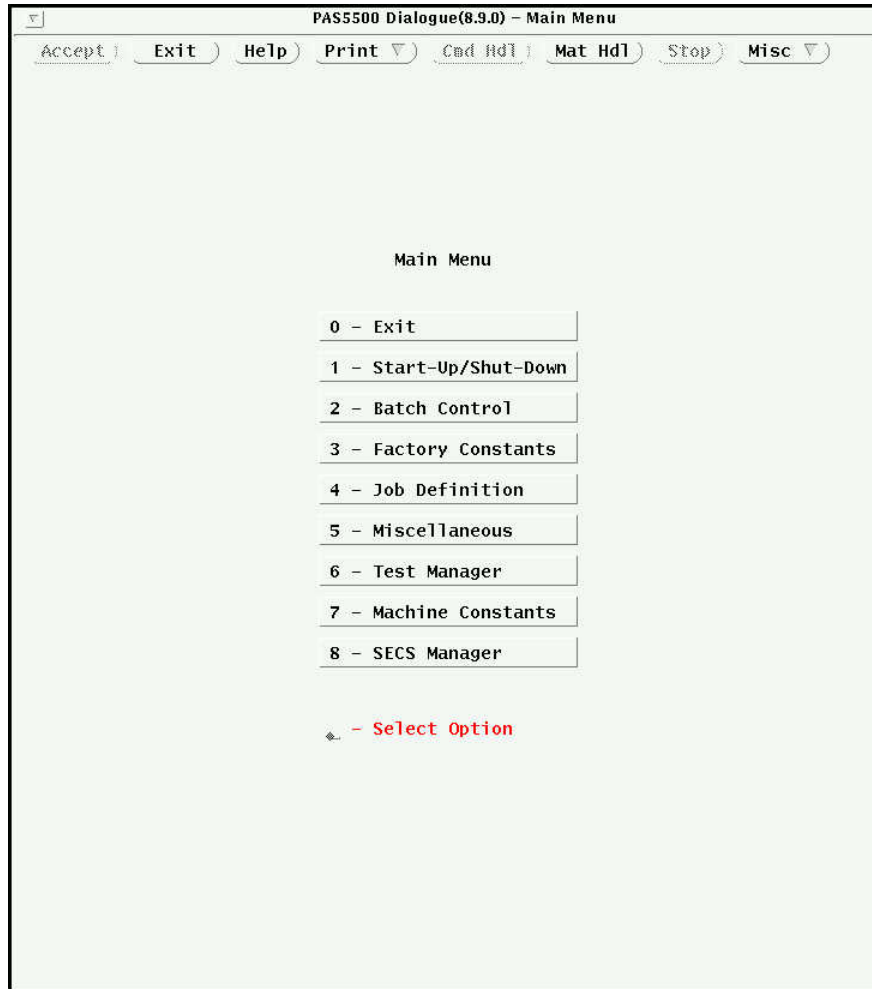 PAS5500 Dialogue(8.9.0) – Main Menu
Accept Exit Help Print Cmd Hdl Mat Hdl Stop Misc
Main Menu
0 – Exit
1 – Start-Up/Shut-Down
2 – Batch Control
3 – Factory Constants
4 – Job Definition
5 – Miscellaneous
6 – Test Manager
7 – Machine Constants
8 – SECS Manager
– Select Option